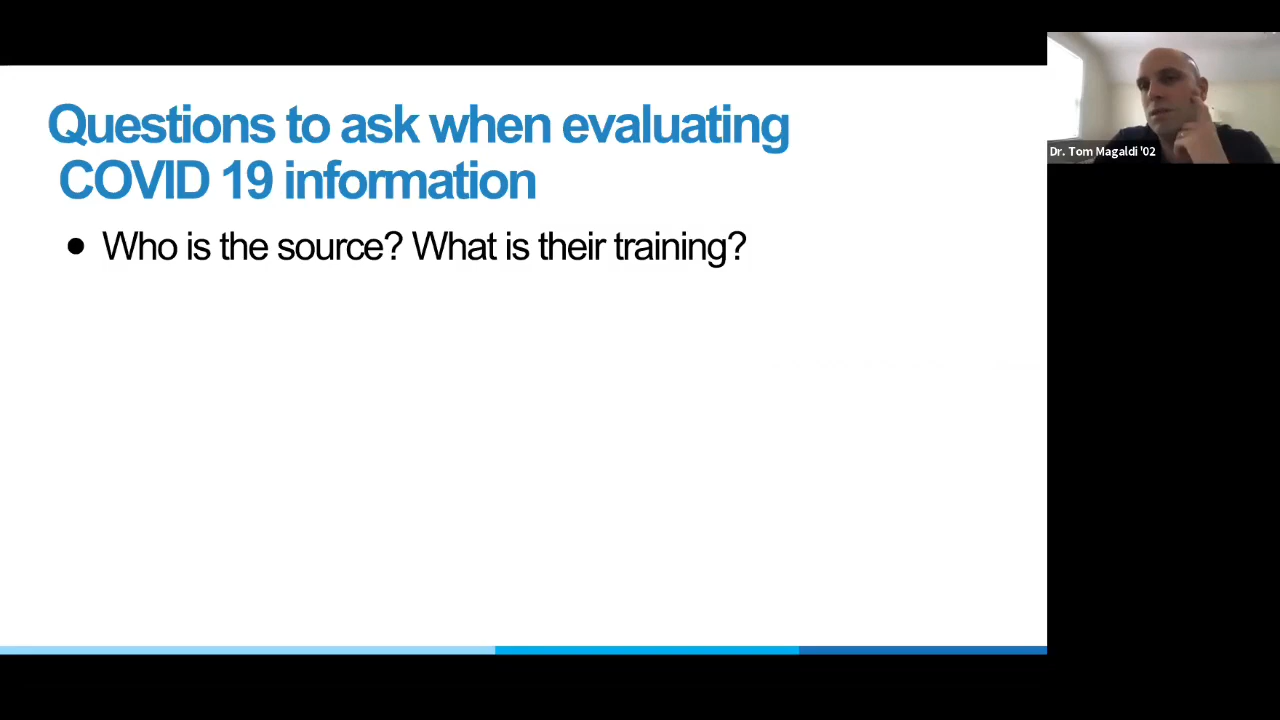 Questions to ask when evaluating
COVID 19 information
● Who is the source? What is their training?
Dr. Tom Magaldi '02